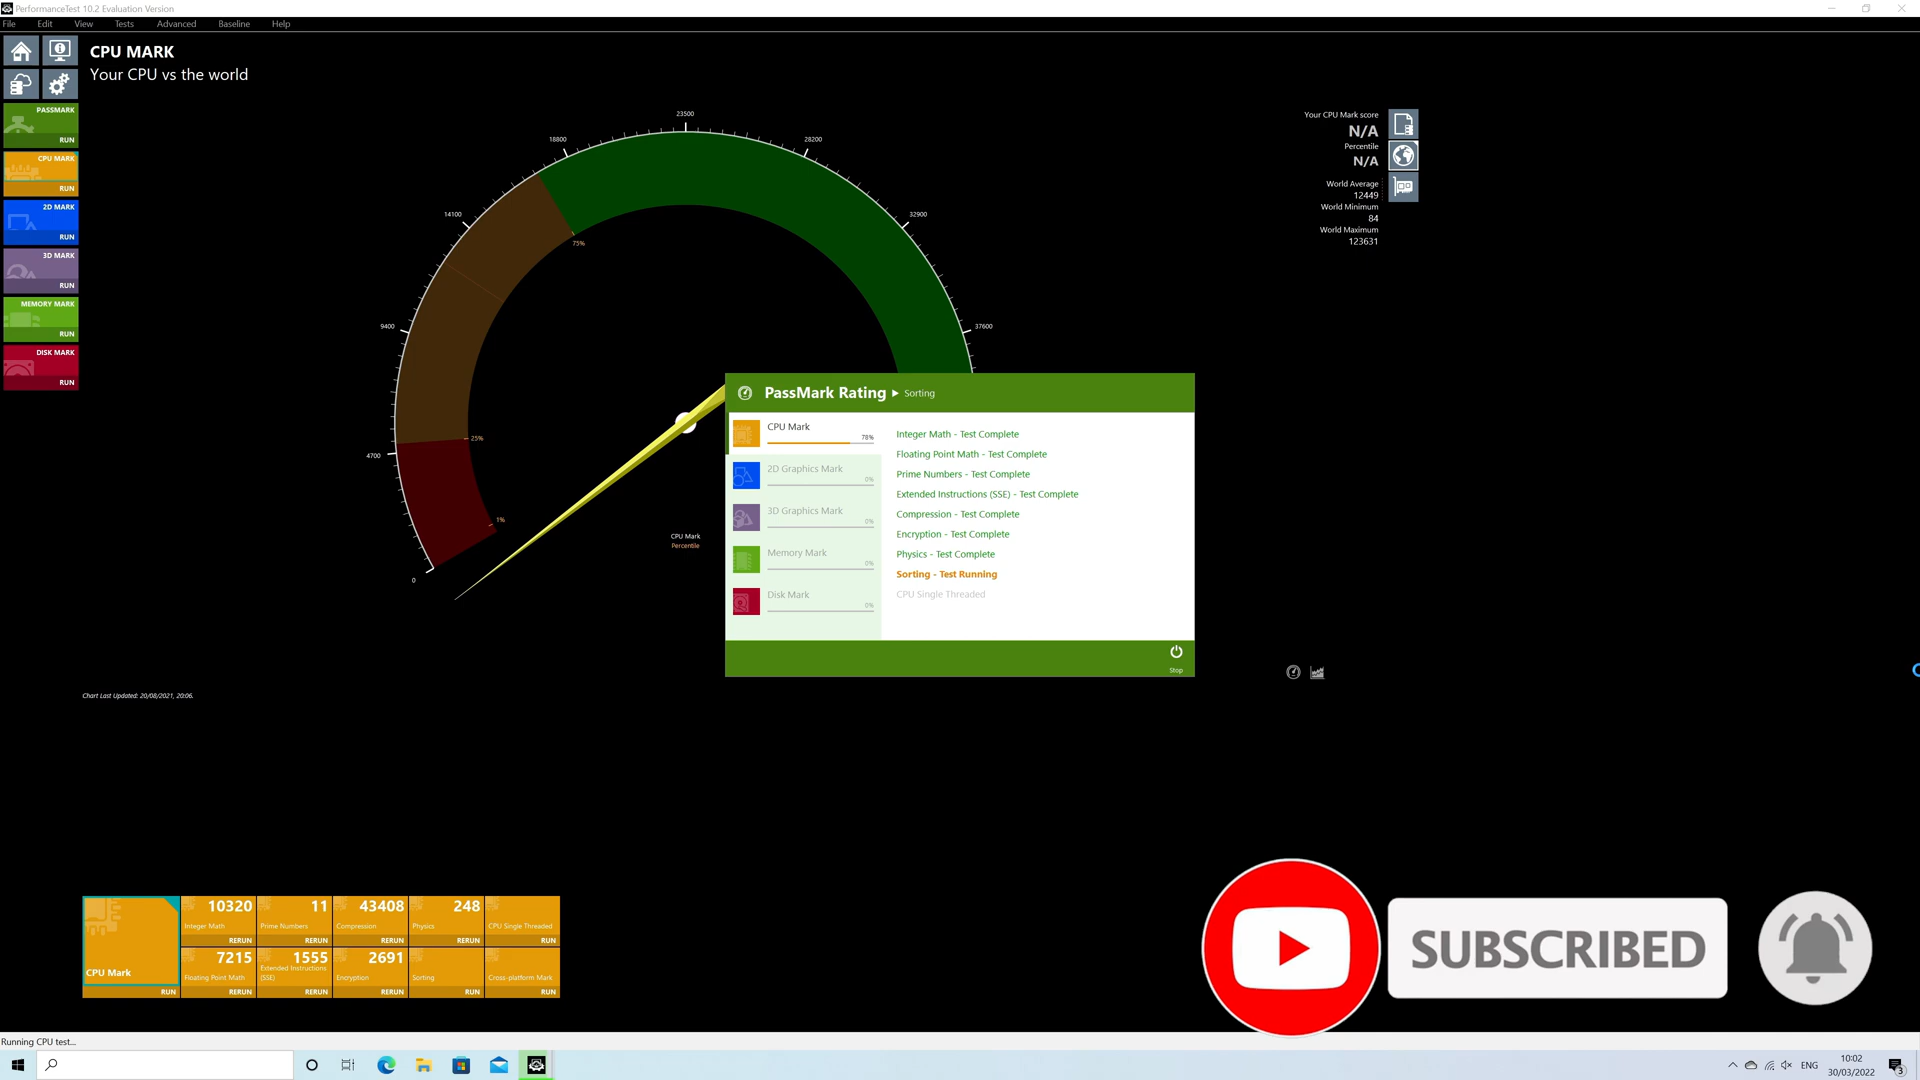 PerformanceTest 10.2 Evaluation Version
File Edit View Tests Advanced Baseline Help
CPU MARK
Your CPU vs the world
PASSMARK
RUN
CPU MARK
RUN
2D MARK
RUN
3D MARK
RUN
MEMORY MARK
RUN
DISK MARK
RUN
0
4700
9400
14100
18800
23500
28200
32900
37600
1%
25%
75%
CPU Mark
Percentile
Your CPU Mark score
N/A
Percentile
N/A
World Average
12449
World Minimum
84
World Maximum
123631
PassMark Rating ► Sorting
CPU Mark
78%
2D Graphics Mark
0%
3D Graphics Mark
0%
Memory Mark
0%
Disk Mark
0%
Integer Math - Test Complete
Floating Point Math - Test Complete
Prime Numbers - Test Complete
Extended Instructions (SSE) - Test Complete
Compression - Test Complete
Encryption - Test Complete
Physics - Test Complete
Sorting - Test Running
CPU Single Threaded
Stop
Chart Last Updated: 20/08/2021, 20:06.
CPU Mark
RUN
10320
Integer Math
RERUN
11
Prime Numbers
RERUN
43408
Compression
RERUN
248
Physics
RERUN
CPU Single Threaded
RUN
7215
Floating Point Math
RERUN
1555
Extended Instructions
(SSE)
RERUN
2691
Encryption
RERUN
Sorting
RUN
Cross-platform Mark
RUN
SUBSCRIBED
Running CPU test...
ENG
10:02
30/03/2022
3